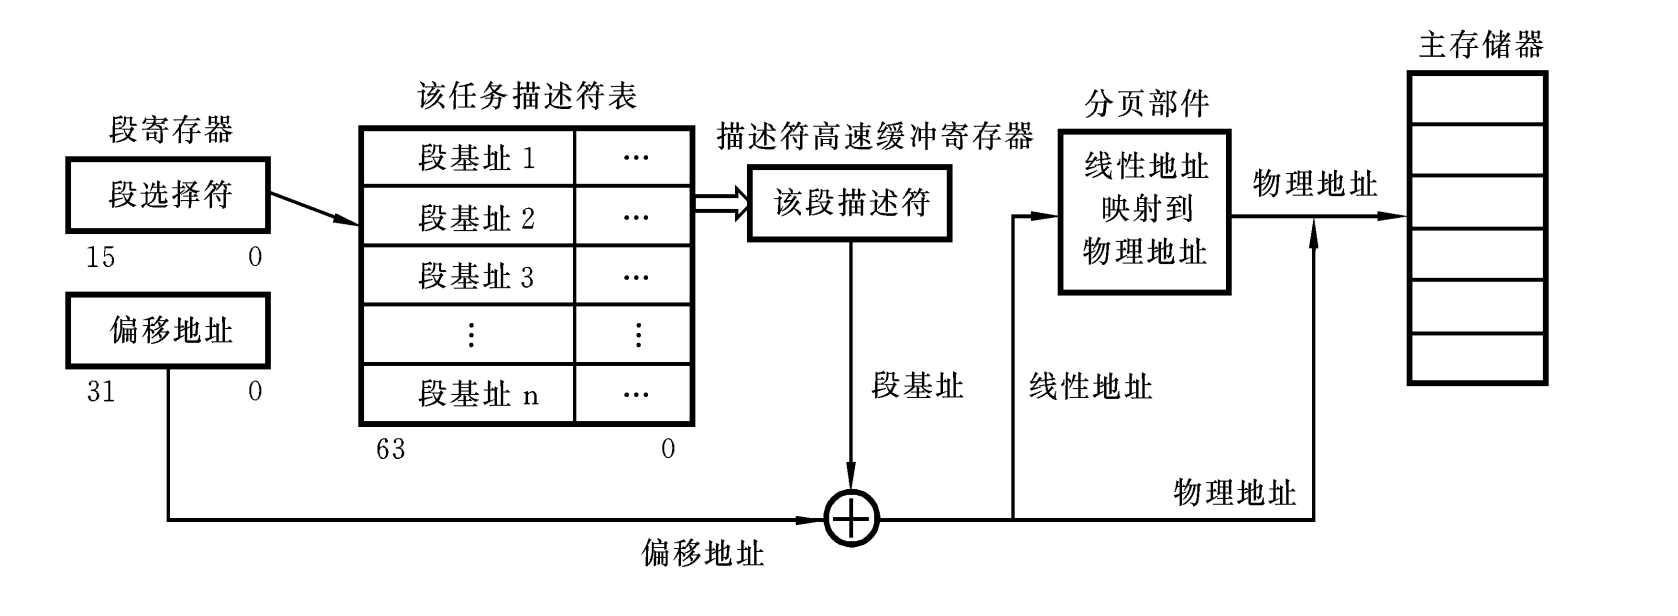 主存储器
该任务描述符表
分页部件
段寄存器
描述符高速缓冲寄存器
段选择符
15 0
偏移地址
31 0
段基址 1 …
段基址 2 …
段基址 3 …
⋮ ⋮
段基址 n …
63 0
该段描述符
线性地址
映射到
物理地址
物理地址
段基址
线性地址
物理地址
偏移地址